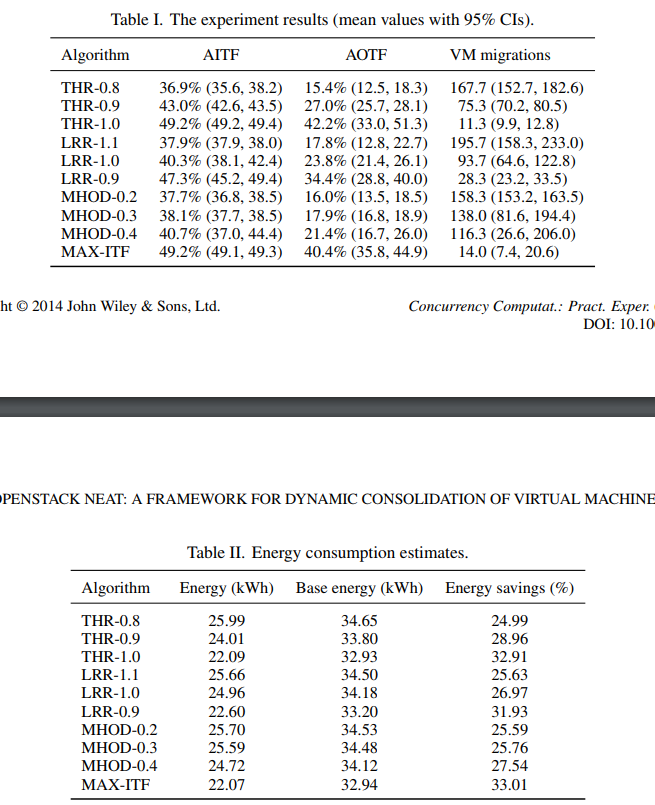 Table I. The experiment results (mean values with 95% CIs).
Algorithm AITF AOTF VM migrations
THR-0.8 36.9% (35.6, 38.2) 15.4% (12.5, 18.3) 167.7 (152.7, 182.6)
THR-0.9 43.0% (42.6, 43.5) 27.0% (25.7, 28.1) 75.3 (70.2, 80.5)
THR-1.0 49.2% (49.2, 49.4) 42.2% (33.0, 51.3) 11.3 (9.9, 12.8)
LRR-1.1 37.9% (37.9, 38.0) 17.8% (12.8, 22.7) 195.7 (158.3, 233.0)
LRR-1.0 40.3% (38.1, 42.4) 23.8% (21.4, 26.1) 93.7 (64.6, 122.8)
LRR-0.9 47.3% (45.2, 49.4) 34.4% (28.8, 40.0) 28.3 (23.2, 33.5)
MHOD-0.2 37.7% (36.8, 38.5) 16.0% (13.5, 18.5) 158.3 (153.2, 163.5)
MHOD-0.3 38.1% (37.7, 38.5) 17.9% (16.8, 18.9) 138.0 (81.6, 194.4)
MHOD-0.4 40.7% (37.0, 44.4) 21.4% (16.7, 26.0) 116.3 (26.6, 206.0)
MAX-ITF 49.2% (49.1, 49.3) 40.4% (35.8, 44.9) 14.0 (7.4, 20.6)
ht © 2014 John Wiley & Sons, Ltd. Concurrency Computat.: Pract. Exper.
DOI: 10.10
OPENSTACK NEAT: A FRAMEWORK FOR DYNAMIC CONSOLIDATION OF VIRTUAL MACHINE
Table II. Energy consumption estimates.
Algorithm Energy (kWh) Base energy (kWh) Energy savings (%)
THR-0.8 25.99 34.65 24.99
THR-0.9 24.01 33.80 28.96
THR-1.0 22.09 32.93 32.91
LRR-1.1 25.66 34.50 25.63
LRR-1.0 24.96 34.18 26.97
LRR-0.9 22.60 33.20 31.93
MHOD-0.2 25.70 34.53 25.59
MHOD-0.3 25.59 34.48 25.76
MHOD-0.4 24.72 34.12 27.54
MAX-ITF 22.07 32.94 33.01